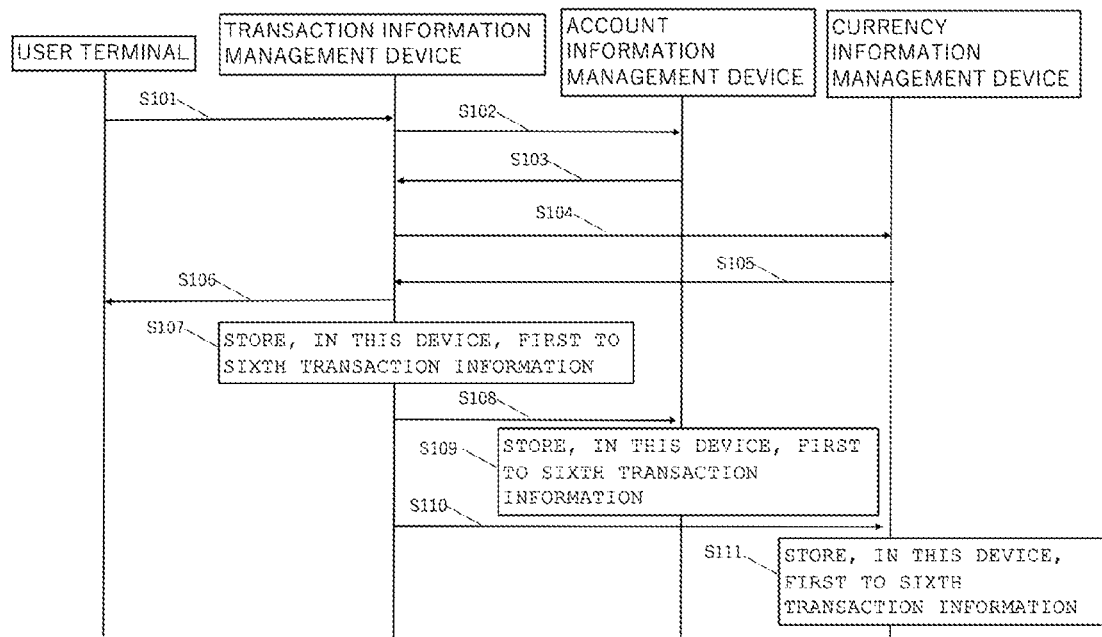 USER TERMINAL
TRANSACTION INFORMATION
MANAGEMENT DEVICE
ACCOUNT
INFORMATION
MANAGEMENT DEVICE
CURRENCY
INFORMATION
MANAGEMENT DEVICE
S101
S102
S103
S104
S105
S106
S107
STORE, IN THIS DEVICE, FIRST TO
SIXTH TRANSACTION INFORMATION
S108
S109
STORE, IN THIS DEVICE, FIRST
TO SIXTH TRANSACTION
INFORMATION
S110
S111
STORE, IN THIS DEVICE,
FIRST TO SIXTH
TRANSACTION INFORMATION